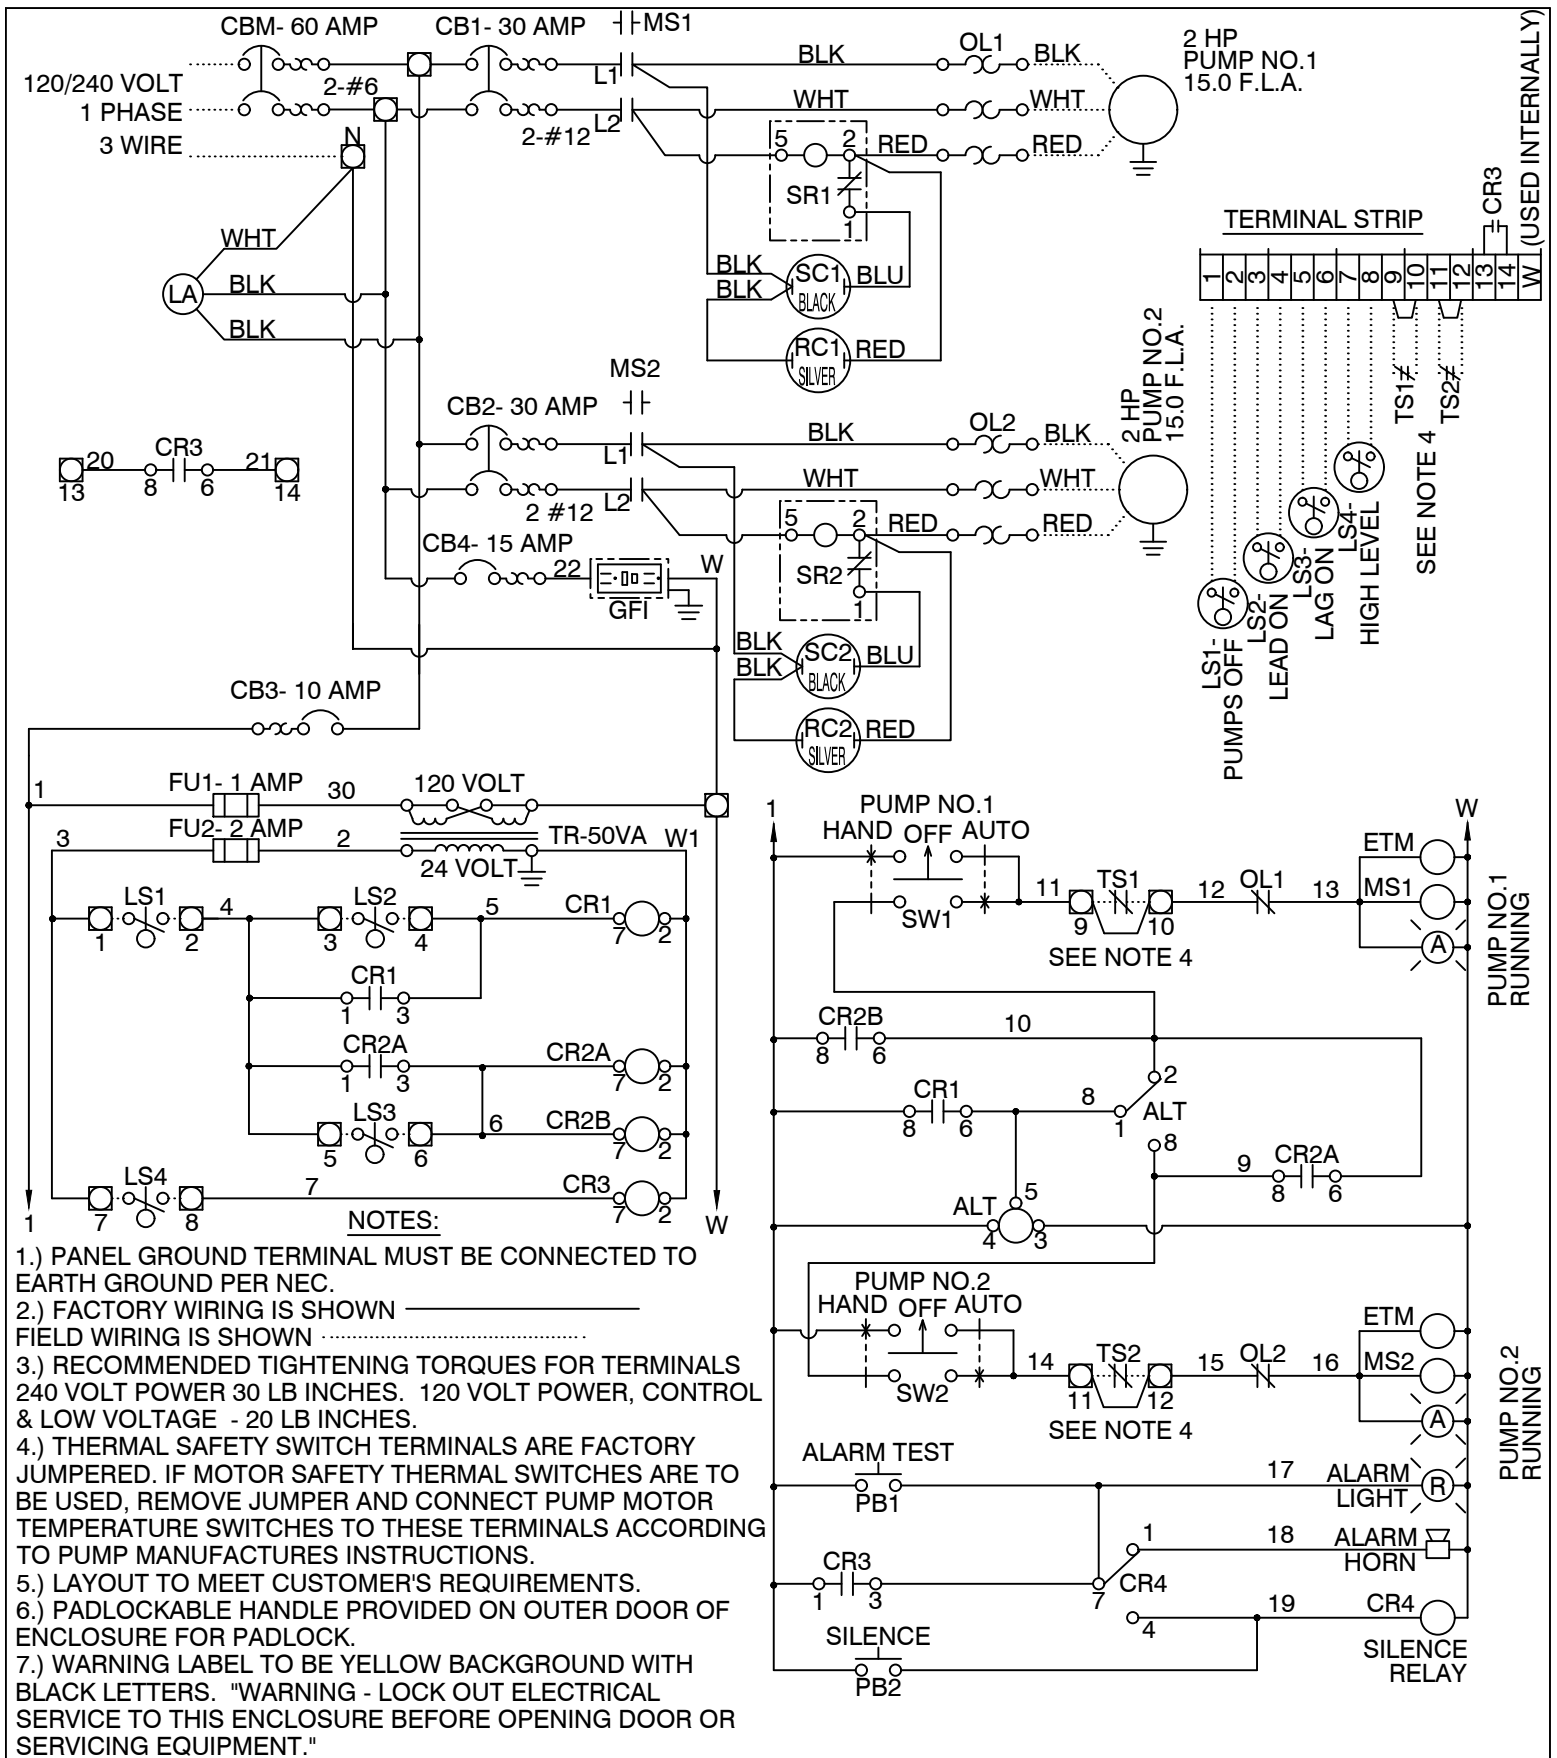 CBM- 60 AMP
CB1- 30 AMP
MS1
120/240 VOLT
1 PHASE
3 WIRE
2-#6
N
2-#12
L1
L2
BLK
WHT
OL1
BLK
WHT
RED
RED
2 HP
PUMP NO.1
15.0 F.L.A.
5
2
SR1
1
BLK
BLK
SC1
BLACK
BLU
RC1
SILVER
RED
WHT
LA
BLK
BLK
TERMINAL STRIP
CR3
(USED INTERNALLY)
1 2 3 4 5 6 7 8 9 10 11 12 13 14 W
TS1
TS2
SEE NOTE 4
LS1-
PUMPS OFF
LS2-
LEAD ON
LS3-
LAG ON
LS4-
HIGH LEVEL
20
CR3
21
13
8
6
14
MS2
CB2- 30 AMP
L1
L2
2 #12
BLK
WHT
OL2
BLK
WHT
RED
RED
2 HP
PUMP NO.2
15.0 F.L.A.
5
2
SR2
1
BLK
BLK
SC2
BLACK
BLU
RC2
SILVER
RED
CB4- 15 AMP
22
GFI
W
CB3- 10 AMP
1
FU1- 1 AMP
30
120 VOLT
3
FU2- 2 AMP
2
TR-50VA
W1
24 VOLT
LS1
4
LS2
5
CR1
1
2
3
4
7
2
CR1
1
3
CR2A
CR2A
1
3
7
2
LS3
6
CR2B
5
6
7
2
LS4
7
CR3
7
8
7
2
1
W
NOTES:
1.) PANEL GROUND TERMINAL MUST BE CONNECTED TO
EARTH GROUND PER NEC.
2.) FACTORY WIRING IS SHOWN
FIELD WIRING IS SHOWN
3.) RECOMMENDED TIGHTENING TORQUES FOR TERMINALS
240 VOLT POWER 30 LB INCHES. 120 VOLT POWER, CONTROL
& LOW VOLTAGE - 20 LB INCHES.
4.) THERMAL SAFETY SWITCH TERMINALS ARE FACTORY
JUMPERED. IF MOTOR SAFETY THERMAL SWITCHES ARE TO
BE USED, REMOVE JUMPER AND CONNECT PUMP MOTOR
TEMPERATURE SWITCHES TO THESE TERMINALS ACCORDING
TO PUMP MANUFACTURES INSTRUCTIONS.
5.) LAYOUT TO MEET CUSTOMER'S REQUIREMENTS.
6.) PADLOCKABLE HANDLE PROVIDED ON OUTER DOOR OF
ENCLOSURE FOR PADLOCK.
7.) WARNING LABEL TO BE YELLOW BACKGROUND WITH
BLACK LETTERS. "WARNING - LOCK OUT ELECTRICAL
SERVICE TO THIS ENCLOSURE BEFORE OPENING DOOR OR
SERVICING EQUIPMENT."
1
W
PUMP NO.1
HAND OFF AUTO
SW1
11
TS1
12
OL1
13
9
10
SEE NOTE 4
ETM
MS1
A
PUMP NO.1
RUNNING
CR2B
10
8
6
2
CR1
8
ALT
8
6
1
8
9
CR2A
8
6
ALT
5
4
3
PUMP NO.2
HAND OFF AUTO
SW2
14
TS2
15
OL2
16
11
12
SEE NOTE 4
ETM
MS2
A
PUMP NO.2
RUNNING
ALARM TEST
PB1
17
ALARM
LIGHT
R
1
18
ALARM
HORN
CR3
1
3
7
CR4
4
19
CR4
SILENCE
RELAY
SILENCE
PB2